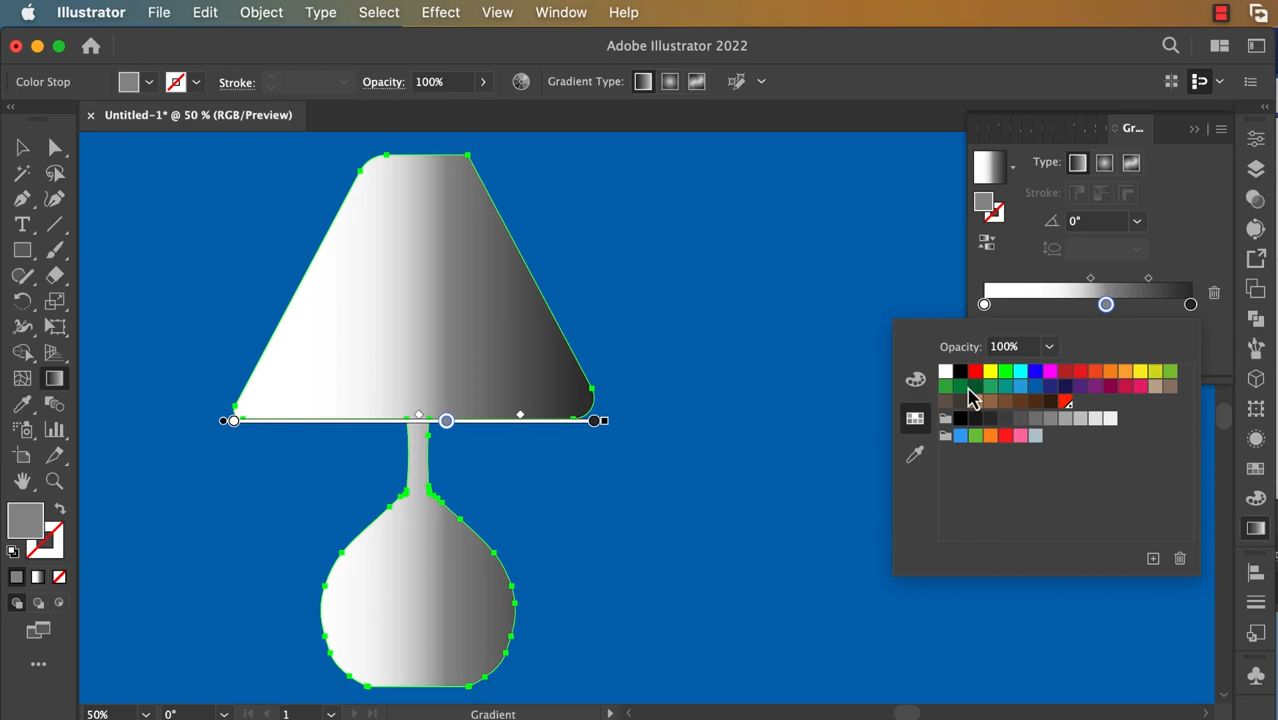 Illustrator File Edit Object Type Select Effect View Window Help
Adobe Illustrator 2022
Color Stop Stroke: Opacity: 100% Gradient Type:
Untitled-1* @ 50 % (RGB/Preview)
Gr...
Type:
Stroke:
0°
Opacity: 100%
50% 0° 1 Gradient